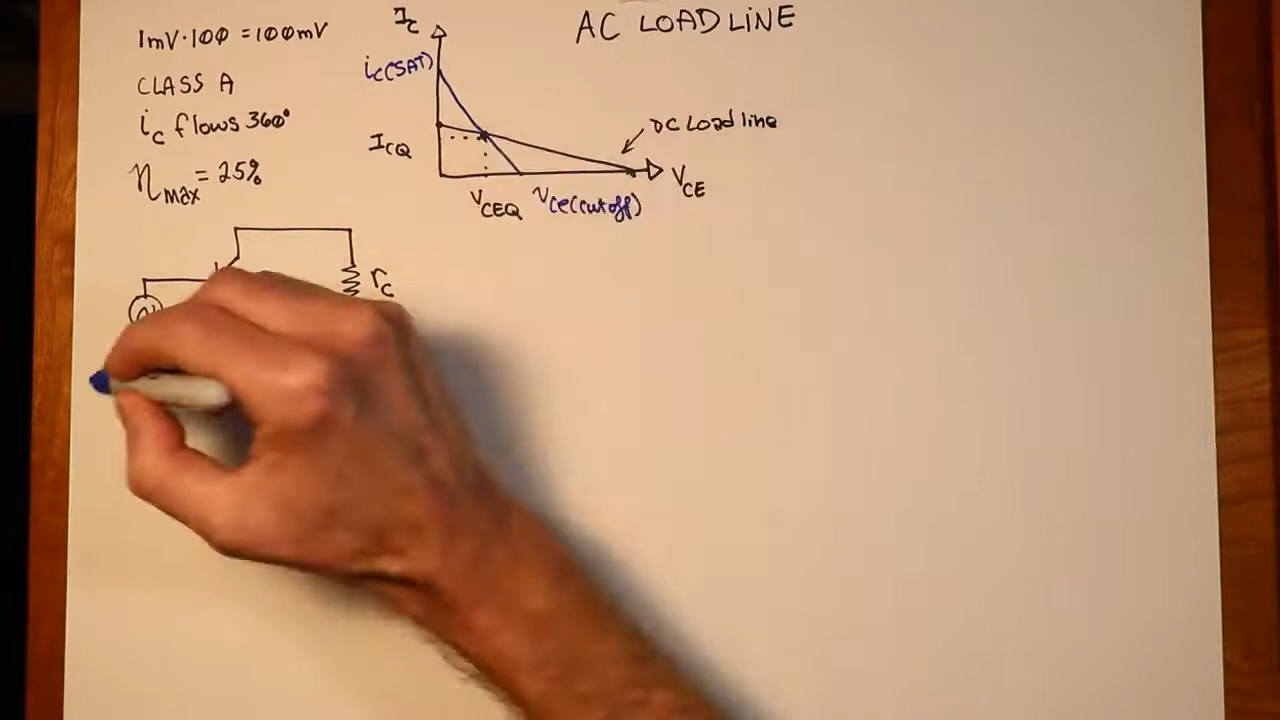 AC LOAD LINE
1mV·100 = 100mV
CLASS A
ic flows 360°
ηmax = 25%
Ic
ic(SAT)
ICQ
DC Load line
VCE
VCEQ
vce(cutoff)
rc